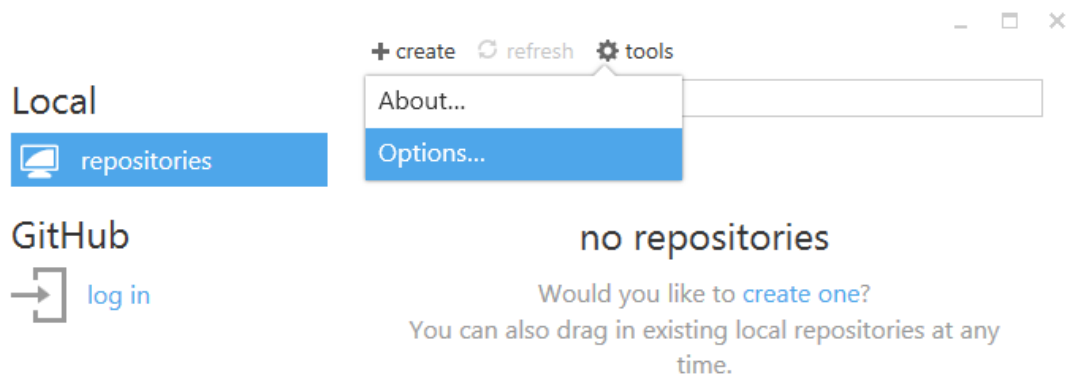 create refresh tools
Local
About...
repositories
Options...
GitHub
log in
no repositories
Would you like to create one?
You can also drag in existing local repositories at any
time.